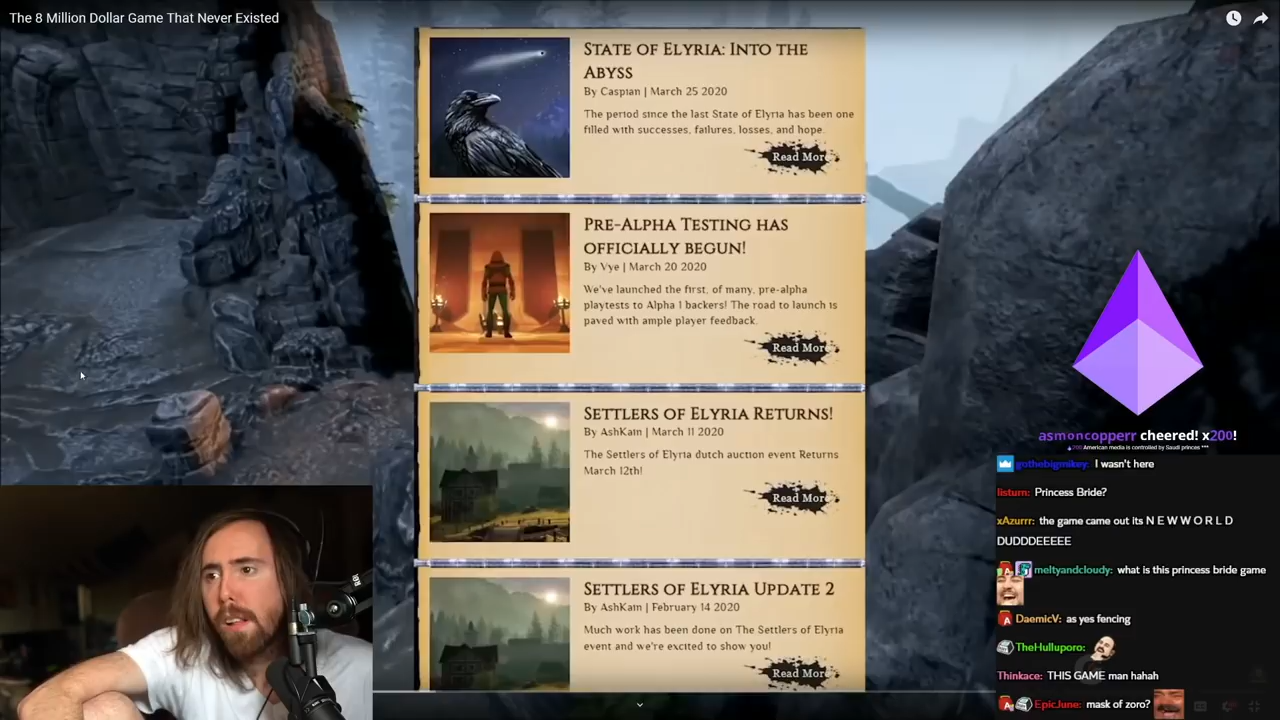 The 8 Million Dollar Game That Never Existed
State of Elyria: Into the
Abyss
By Caspian | March 25 2020
The period since the last State of Elyria has been one
filled with successes, failures, losses, and hope.
Read More
Pre-Alpha Testing has
officially begun!
By Vye | March 20 2020
We've launched the first, of many, pre-alpha
playtests to Alpha 1 backers! The road to launch is
paved with ample player feedback.
Read More
Settlers of Elyria Returns!
By AshKam | March 11 2020
The Settlers of Elyria dutch auction event Returns
March 12th!
Read More
Settlers of Elyria Update 2
By AshKam | February 14 2020
Much work has been done on The Settlers of Elyria
event and we're excited to show you!
Read More
asmoncopperr cheered! x200!
American media is controlled by Saudi princes ***
gothebigmikey: I wasn't here
listurn: Princess Bride?
xAzurrr: the game came out its N E W W O R L D
DUDDDEEEEE
meltyandcloudy: what is this princess bride game
DaemicV: as yes fencing
TheHulluporo:
Thinkace: THIS GAME man hahah
EpicJune: mask of zoro?